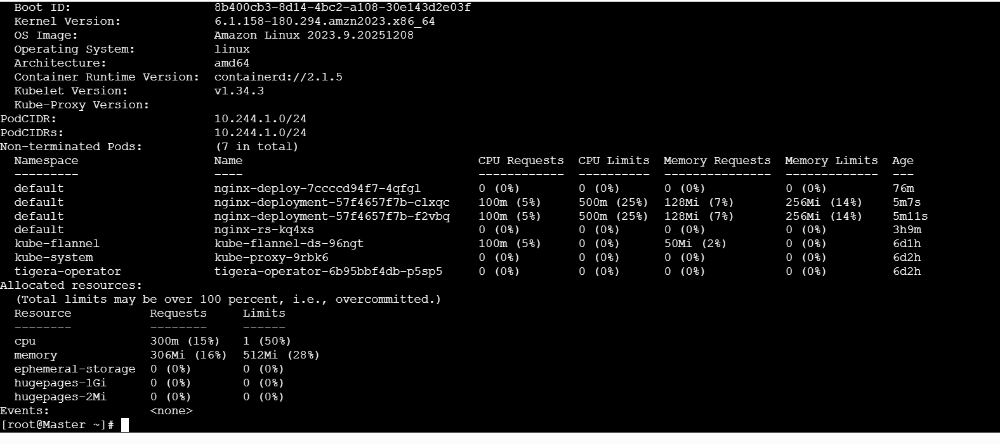 Boot ID: 8b400cb3-8d14-4bc2-a108-30e143d2e03f
Kernel Version: 6.1.158-180.294.amzn2023.x86_64
OS Image: Amazon Linux 2023.9.20251208
Operating System: linux
Architecture: amd64
Container Runtime Version: containerd://2.1.5
Kubelet Version: v1.34.3
Kube-Proxy Version:
PodCIDR: 10.244.1.0/24
PodCIDRs: 10.244.1.0/24
Non-terminated Pods: (7 in total)
Namespace Name CPU Requests CPU Limits Memory Requests Memory Limits Age
--------- ---- ------------ ---------- --------------- ------------- ---
default nginx-deploy-7ccccd94f7-4qfgl 0 (0%) 0 (0%) 0 (0%) 0 (0%) 76m
default nginx-deployment-57f4657f7b-clxqc 100m (5%) 500m (25%) 128Mi (7%) 256Mi (14%) 5m7s
default nginx-deployment-57f4657f7b-f2vbq 100m (5%) 500m (25%) 128Mi (7%) 256Mi (14%) 5m11s
default nginx-rs-kq4xs 0 (0%) 0 (0%) 0 (0%) 0 (0%) 3h9m
kube-flannel kube-flannel-ds-96ngt 100m (5%) 0 (0%) 50Mi (2%) 0 (0%) 6d1h
kube-system kube-proxy-9rbk6 0 (0%) 0 (0%) 0 (0%) 0 (0%) 6d2h
tigera-operator tigera-operator-6b95bbf4db-p5sp5 0 (0%) 0 (0%) 0 (0%) 0 (0%) 6d2h
Allocated resources:
(Total limits may be over 100 percent, i.e., overcommitted.)
Resource Requests Limits
-------- -------- ------
cpu 300m (15%) 1 (50%)
memory 306Mi (16%) 512Mi (28%)
ephemeral-storage 0 (0%) 0 (0%)
hugepages-1Gi 0 (0%) 0 (0%)
hugepages-2Mi 0 (0%) 0 (0%)
Events: <none>
[root@Master ~]#